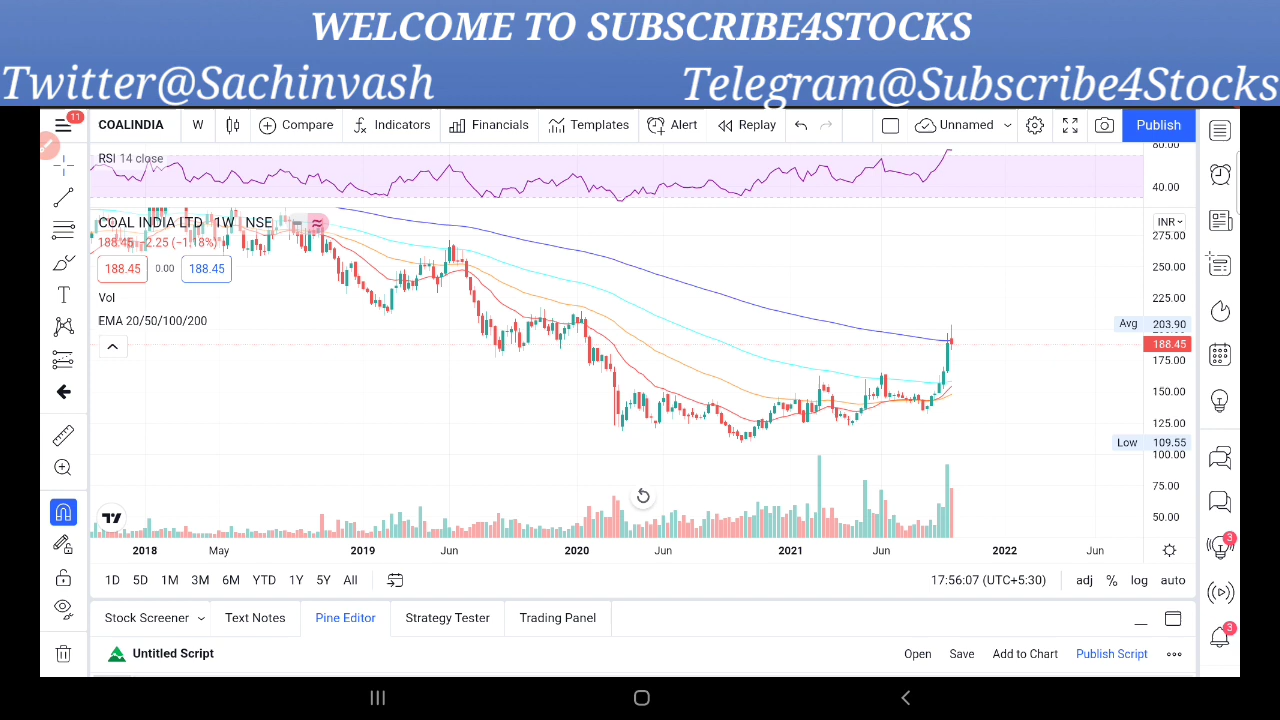 WELCOME TO SUBSCRIBE4STOCKS
Twitter@Sachinvash Telegram@Subscribe4Stocks
11
COALINDIA W Compare Indicators Financials Templates Alert Replay Unnamed Publish
RSI 14 close
60.00
40.00
COAL INDIA LTD 1W NSE
INR
188.45 −2.25 (−1.18%)
275.00
188.45 0.00 188.45
250.00
Vol
225.00
EMA 20/50/100/200
Avg 203.90
188.45
175.00
150.00
125.00
Low 109.55
100.00
75.00
50.00
2018 May 2019 Jun 2020 Jun 2021 Jun 2022 Jun
3
1D 5D 1M 3M 6M YTD 1Y 5Y All 17:56:07 (UTC+5:30) adj % log auto
Stock Screener Text Notes Pine Editor Strategy Tester Trading Panel
3
Untitled Script Open Save Add to Chart Publish Script